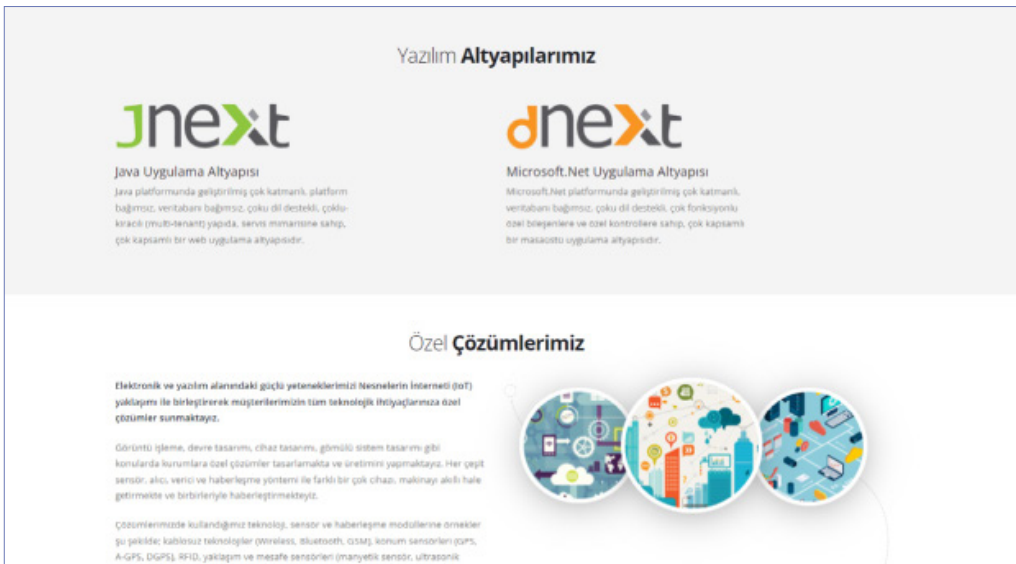 Yazılım Altyapılarımız
Jnext
Java Uygulama Altyapısı
Java platformunda geliştirilmiş çok katmanlı, platform
bağımsız, veritabanı bağımsız, çoku dil destekli, çoklu-
kiracılı (multi-tenant) yapıda, servis mimarisine sahip,
çok kapsamlı bir web uygulama altyapısıdır.
dnext
Microsoft.Net Uygulama Altyapısı
Microsoft.Net platformunda geliştirilmiş çok katmanlı,
veritabanı bağımsız, çoku dil destekli, çok fonksiyonlu
özel bileşenlere ve özel kontrollere sahip, çok kapsamlı
bir masaüstü uygulama altyapısıdır.
Özel Çözümlerimiz
Elektronik ve yazılım alanındaki güçlü yeteneklerimizi Nesnelerin İnterneti (IoT)
yaklaşımı ile birleştirerek müşterilerimizin tüm teknolojik ihtiyaçlarınıza özel
çözümler sunmaktayız.
Görüntü işleme, devre tasarımı, cihaz tasarımı, gömülü sistem tasarımı gibi
konularda kurumlara özel çözümler tasarlamakta ve üretimini yapmaktayız. Her çeşit
sensör, alıcı, verici ve haberleşme yöntemi ile farklı bir çok cihazı, makinayı akıllı hale
getirmekte ve birbirleriyle haberleştirmekteyiz.
Çözümlerimizde kullandığımız teknoloji, sensör ve haberleşme modüllerine örnekler
şu şekilde; kablosuz teknolojiler (Wireless, Bluetooth, GSM), konum sensörleri (GPS,
A-GPS, DGPS), RFID, yaklaşım ve mesafe sensörleri (manyetik sensör, ultrasonik